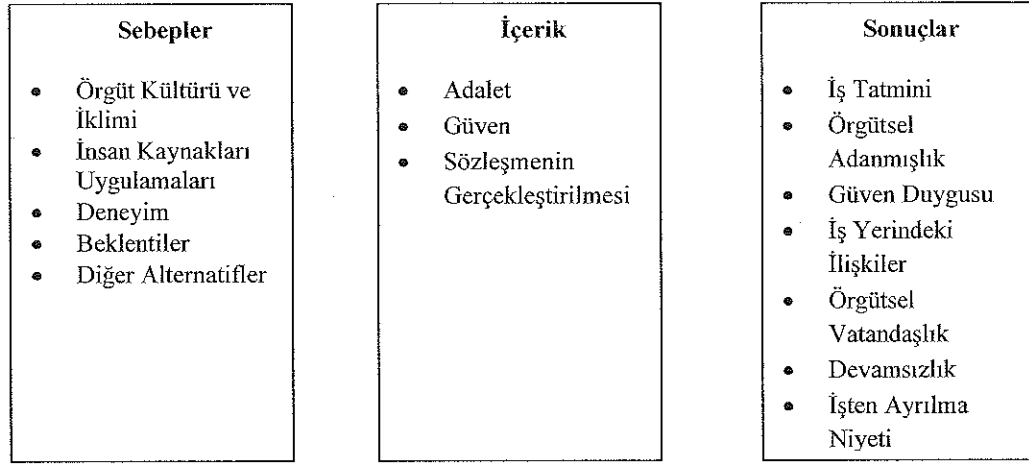 Sebepler
• Örgüt Kültürü ve
İklimi
• İnsan Kaynakları
Uygulamaları
• Deneyim
• Beklentiler
• Diğer Alternatifler
İçerik
• Adalet
• Güven
• Sözleşmenin
Gerçekleştirilmesi
Sonuçlar
• İş Tatmini
• Örgütsel
Adanmışlık
• Güven Duygusu
• İş Yerindeki
İlişkiler
• Örgütsel
Vatandaşlık
• Devamsızlık
• İşten Ayrılma
Niyeti